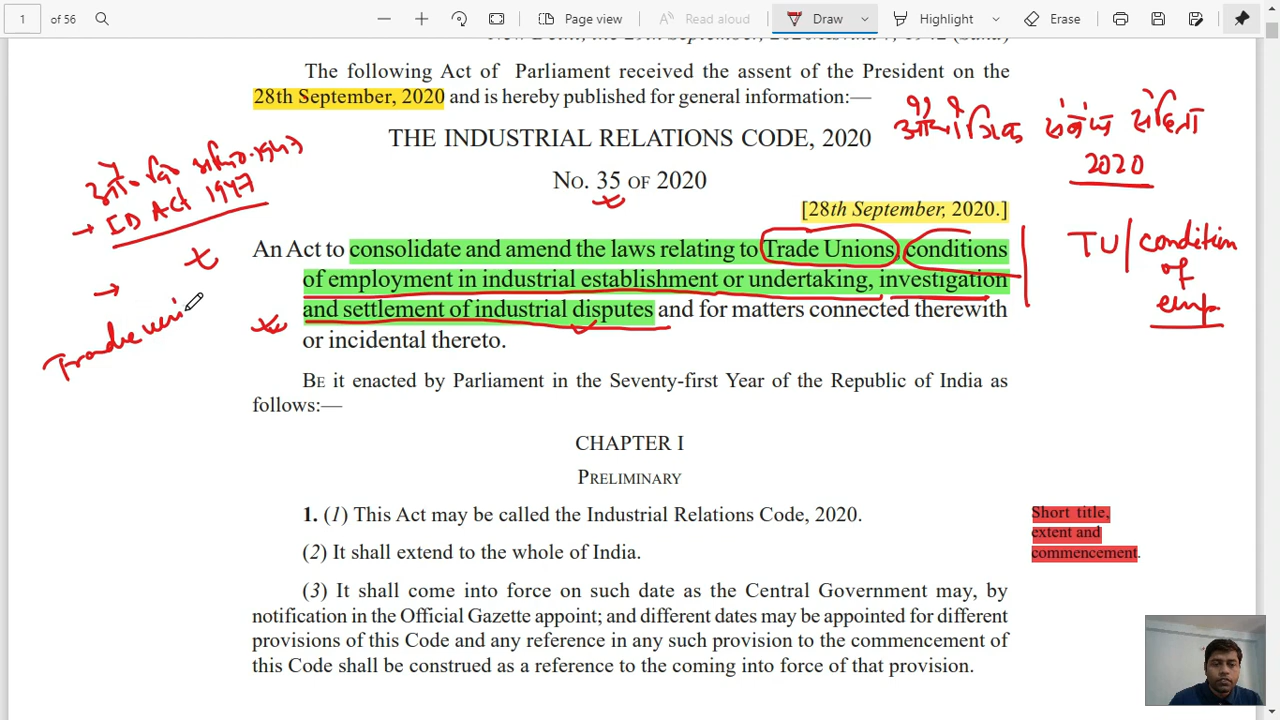 1 of 56 Page view Read aloud Draw Highlight Erase
The following Act of Parliament received the assent of the President on the
28th September, 2020 and is hereby published for general information:—
THE INDUSTRIAL RELATIONS CODE, 2020
औद्योगिक संबंध संहिता
2020
NO. 35 OF 2020
ID Act 1947
[28th September, 2020.]
An Act to consolidate and amend the laws relating to Trade Unions, conditions
of employment in industrial establishment or undertaking, investigation
and settlement of industrial disputes and for matters connected therewith
or incidental thereto.
TU/condition
of
emp
Trade uni
BE it enacted by Parliament in the Seventy-first Year of the Republic of India as
follows:—
CHAPTER I
PRELIMINARY
1. (1) This Act may be called the Industrial Relations Code, 2020.
Short title,
extent and
commencement.
(2) It shall extend to the whole of India.
(3) It shall come into force on such date as the Central Government may, by
notification in the Official Gazette appoint; and different dates may be appointed for different
provisions of this Code and any reference in any such provision to the commencement of
this Code shall be construed as a reference to the coming into force of that provision.